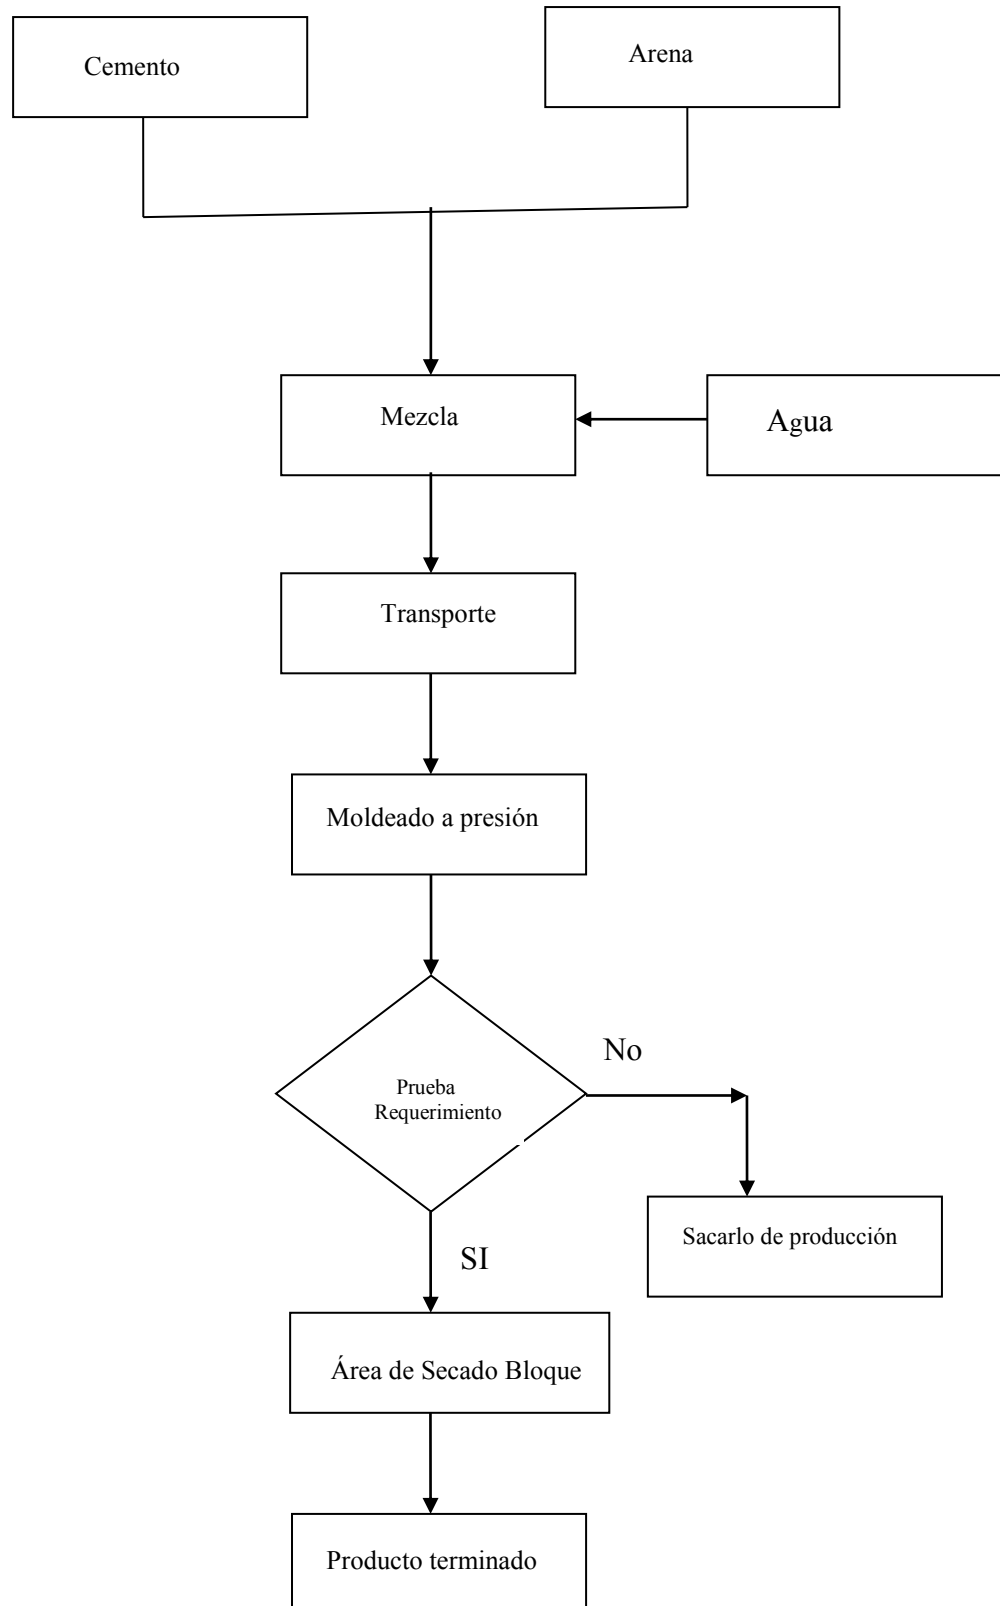 Cemento
Arena
Mezcla
Agua
Transporte
Moldeado a presión
Prueba
Requerimiento
No
Sacarlo de producción
SI
Área de Secado Bloque
Producto terminado